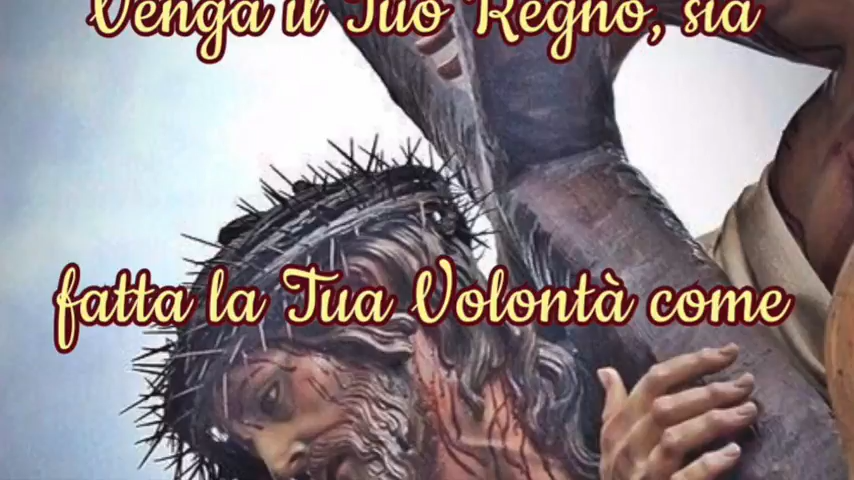 Venga il Tuo Regno, sia
fatta la Tua Volontà come